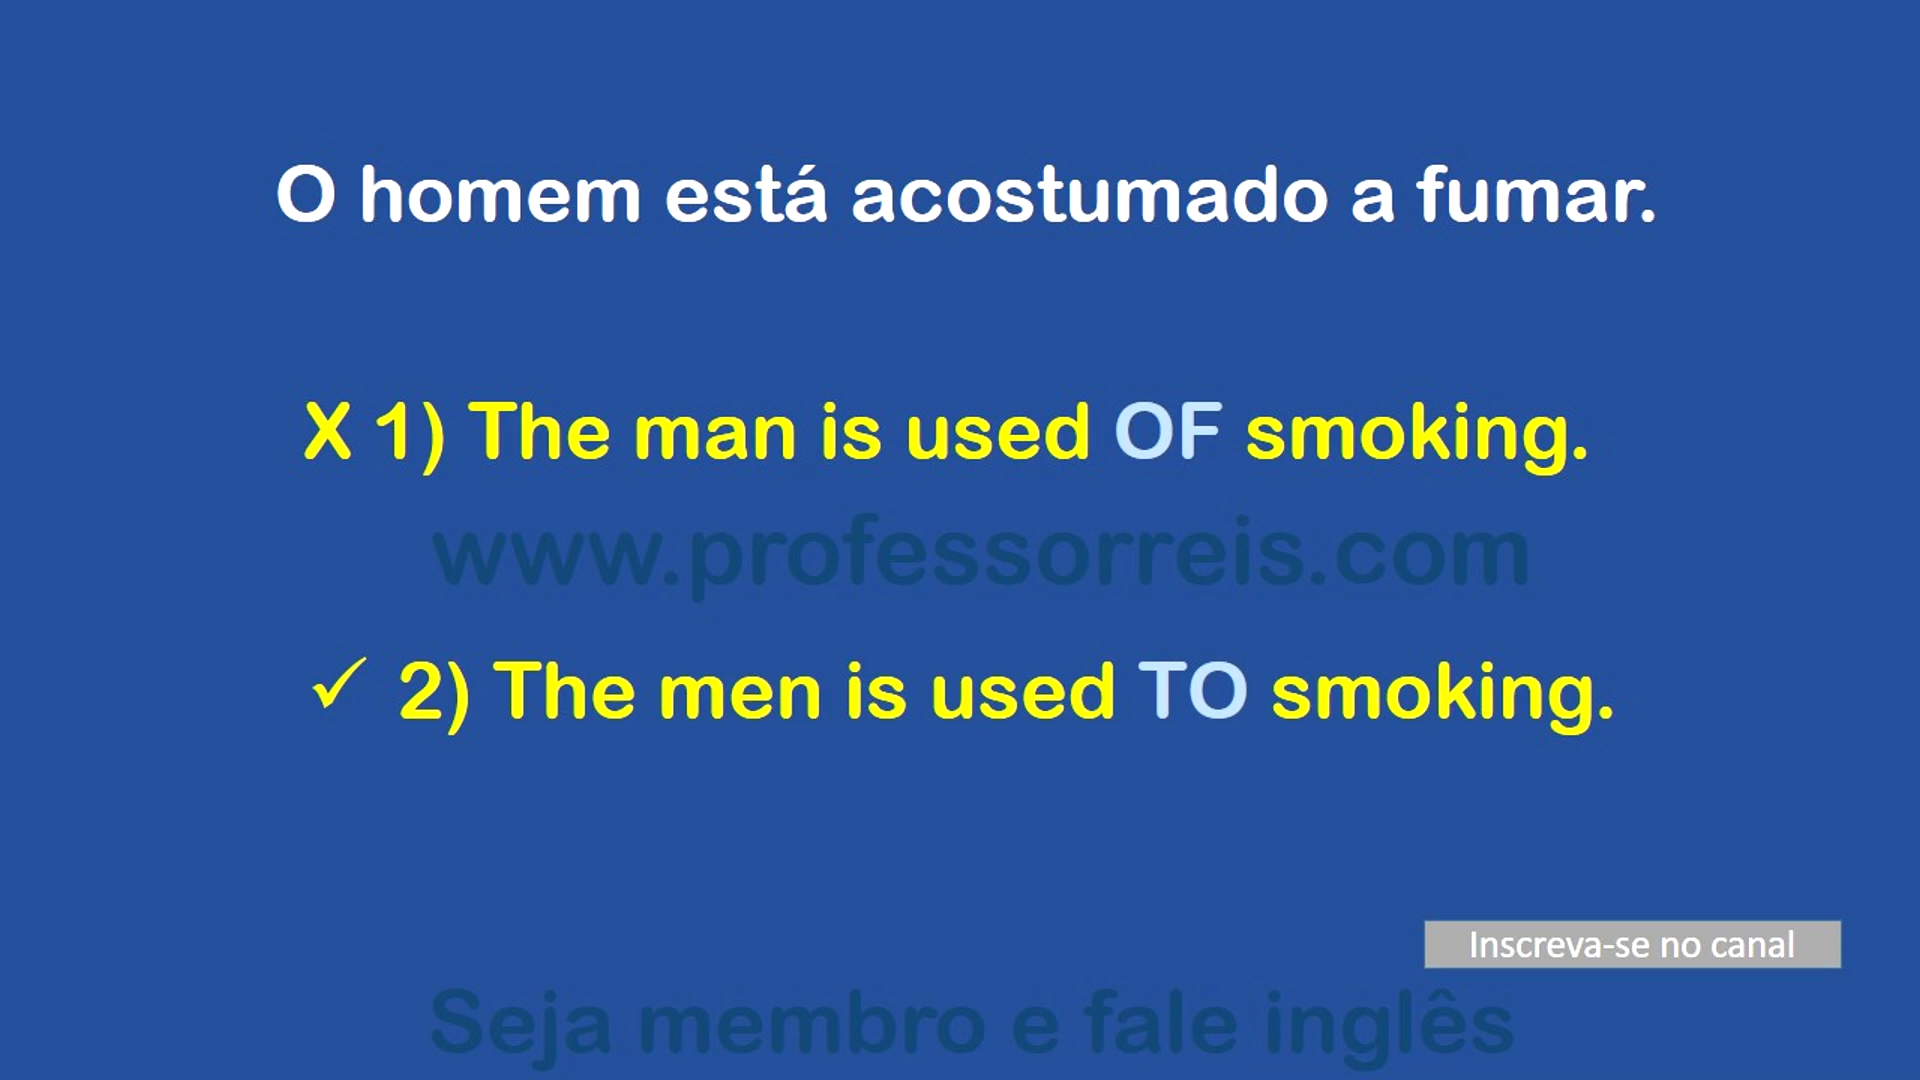 O homem está acostumado a fumar.
X 1) The man is used OF smoking.
www.professorreis.com
✓ 2) The men is used TO smoking.
Inscreva-se no canal
Seja membro e fale inglês